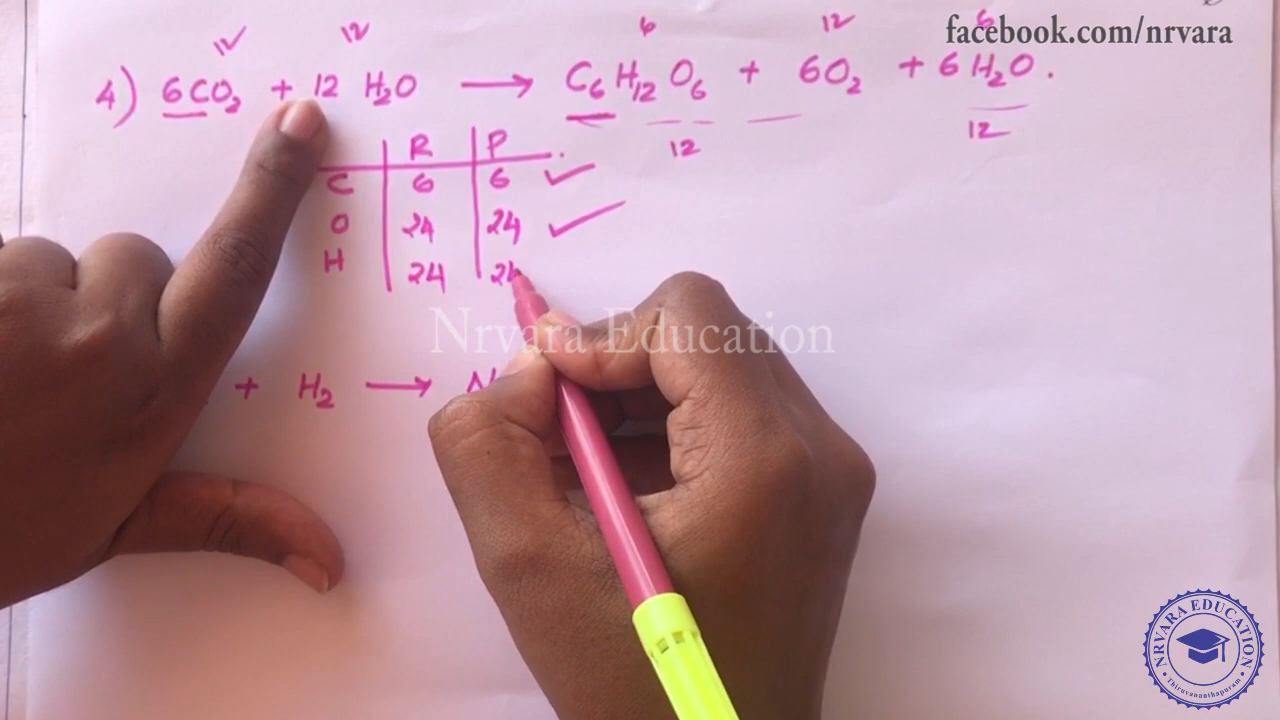 facebook.com/nrvara
12 12 6 12 6
4) 6CO₂ + 12 H₂O → C₆H₁₂O₆ + 6O₂ + 6H₂O.
12 12
R P
C 6 6
O 24 24
H 24
Nrvara Education
+ H₂ → N
NRVARA EDUCATION
Thiruvananthapuram